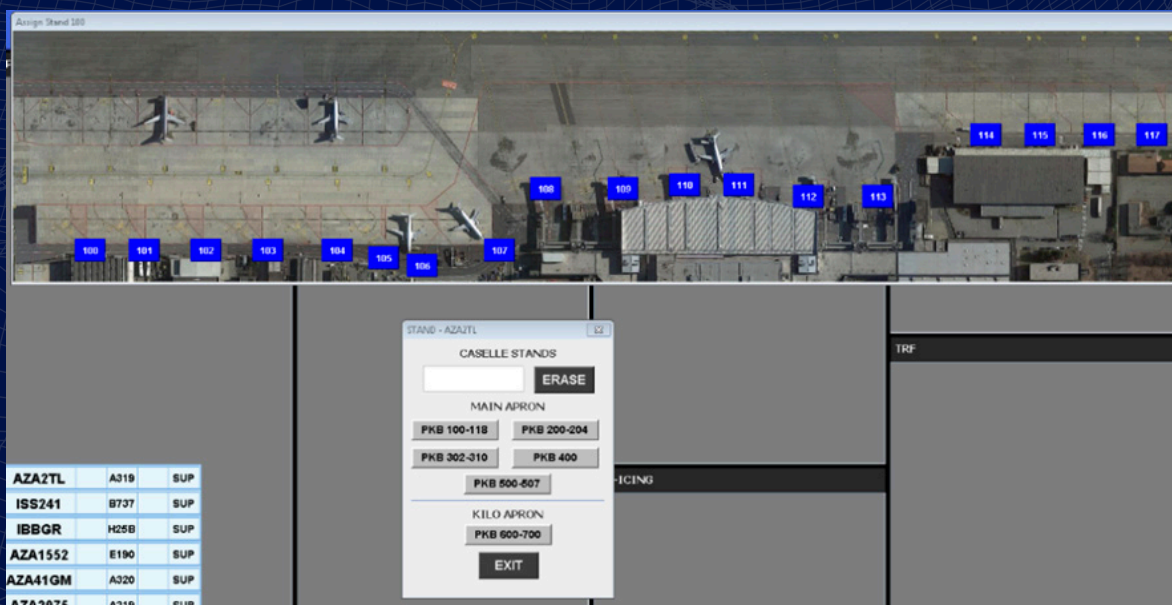 Assign Stand 100
114 115 116 117
108 109 110 111 112 113
100 101 102 103 104 105 106 107
STAND - AZA2TL
CASELLE STANDS
ERASE
MAIN APRON
PKB 100-118 PKB 200-204
PKB 302-310 PKB 400
PKB 500-507
KILO APRON
PKB 600-700
EXIT
TRF
-ICING
AZA2TL A319 SUP
ISS241 B737 SUP
IBBGR H25B SUP
AZA1552 E190 SUP
AZA41GM A320 SUP
A319 SUP